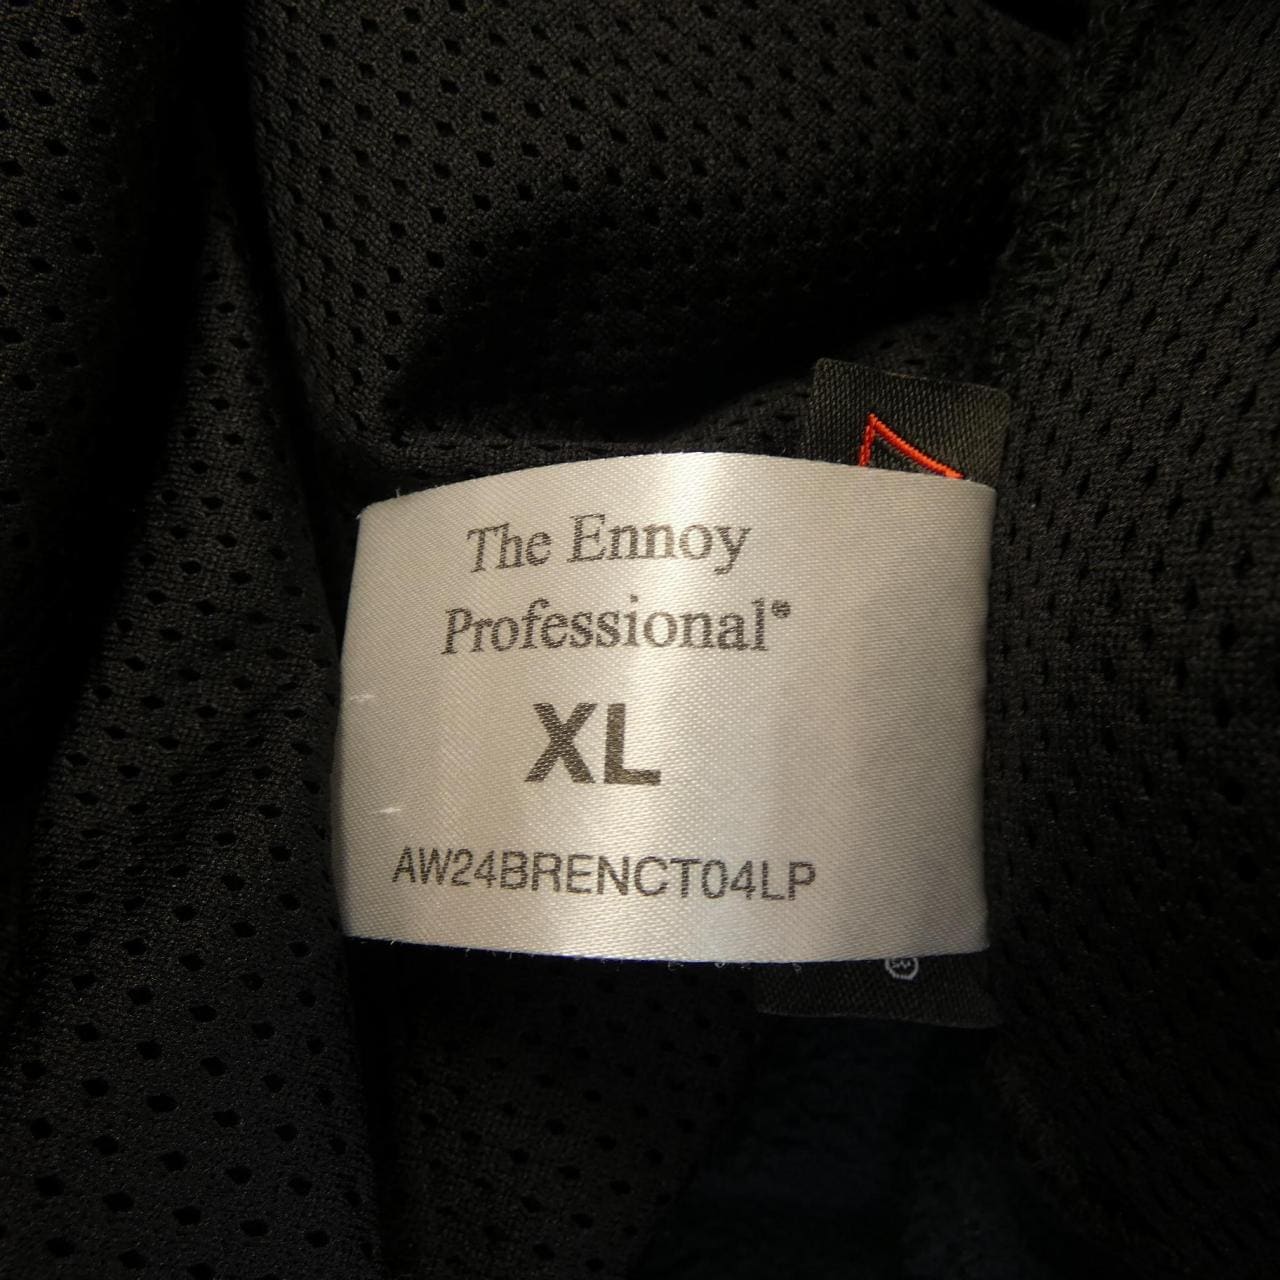 The Ennoy
Professional®
XL
AW24BRENCT04LP
®